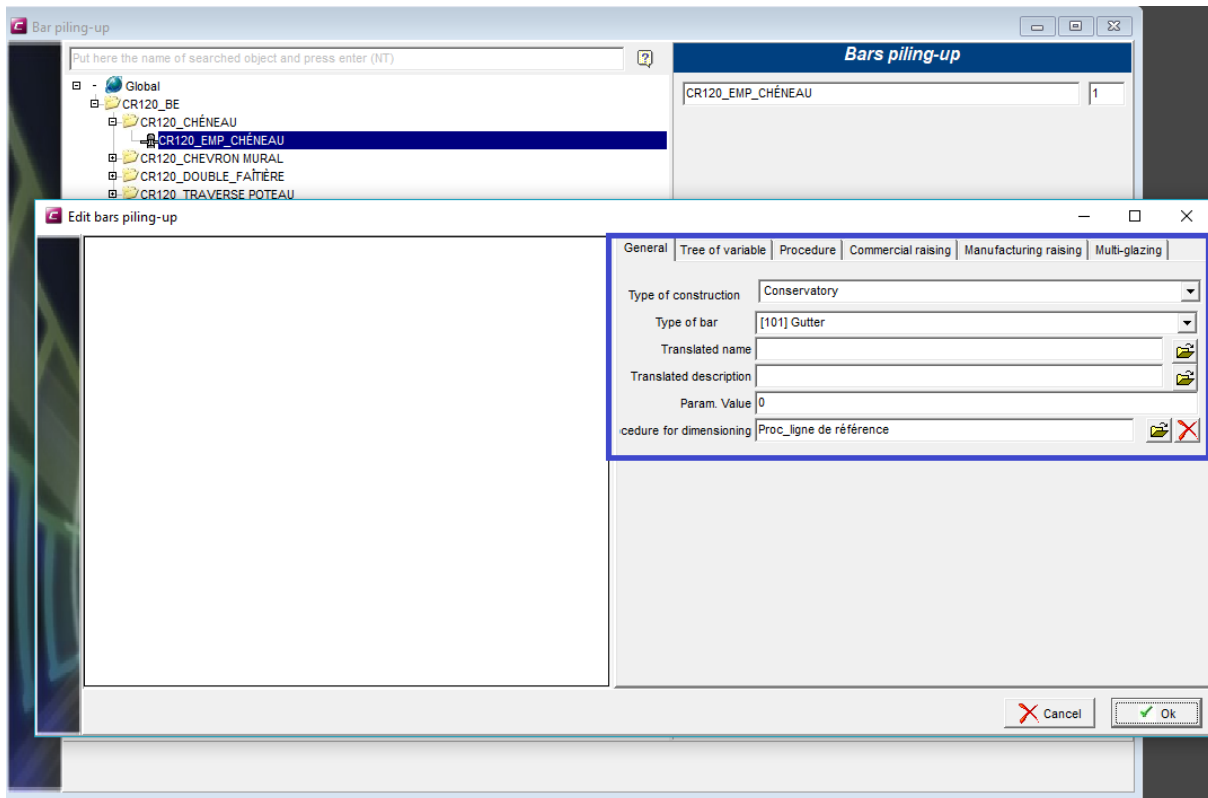 Bar piling-up
Put here the name of searched object and press enter (NT)
Bars piling-up
Global
CR120_EMP_CHÉNEAU 1
CR120_BE
CR120_CHÉNEAU
CR120_EMP_CHÉNEAU
CR120_CHEVRON MURAL
CR120_DOUBLE_FAÎTIÈRE
CR120_TRAVERSE POTEAU
Edit bars piling-up
General Tree of variable Procedure Commercial raising Manufacturing raising Multi-glazing
Type of construction Conservatory
Type of bar [101] Gutter
Translated name
Translated description
Param. Value 0
cedure for dimensioning Proc_ligne de référence
Cancel Ok